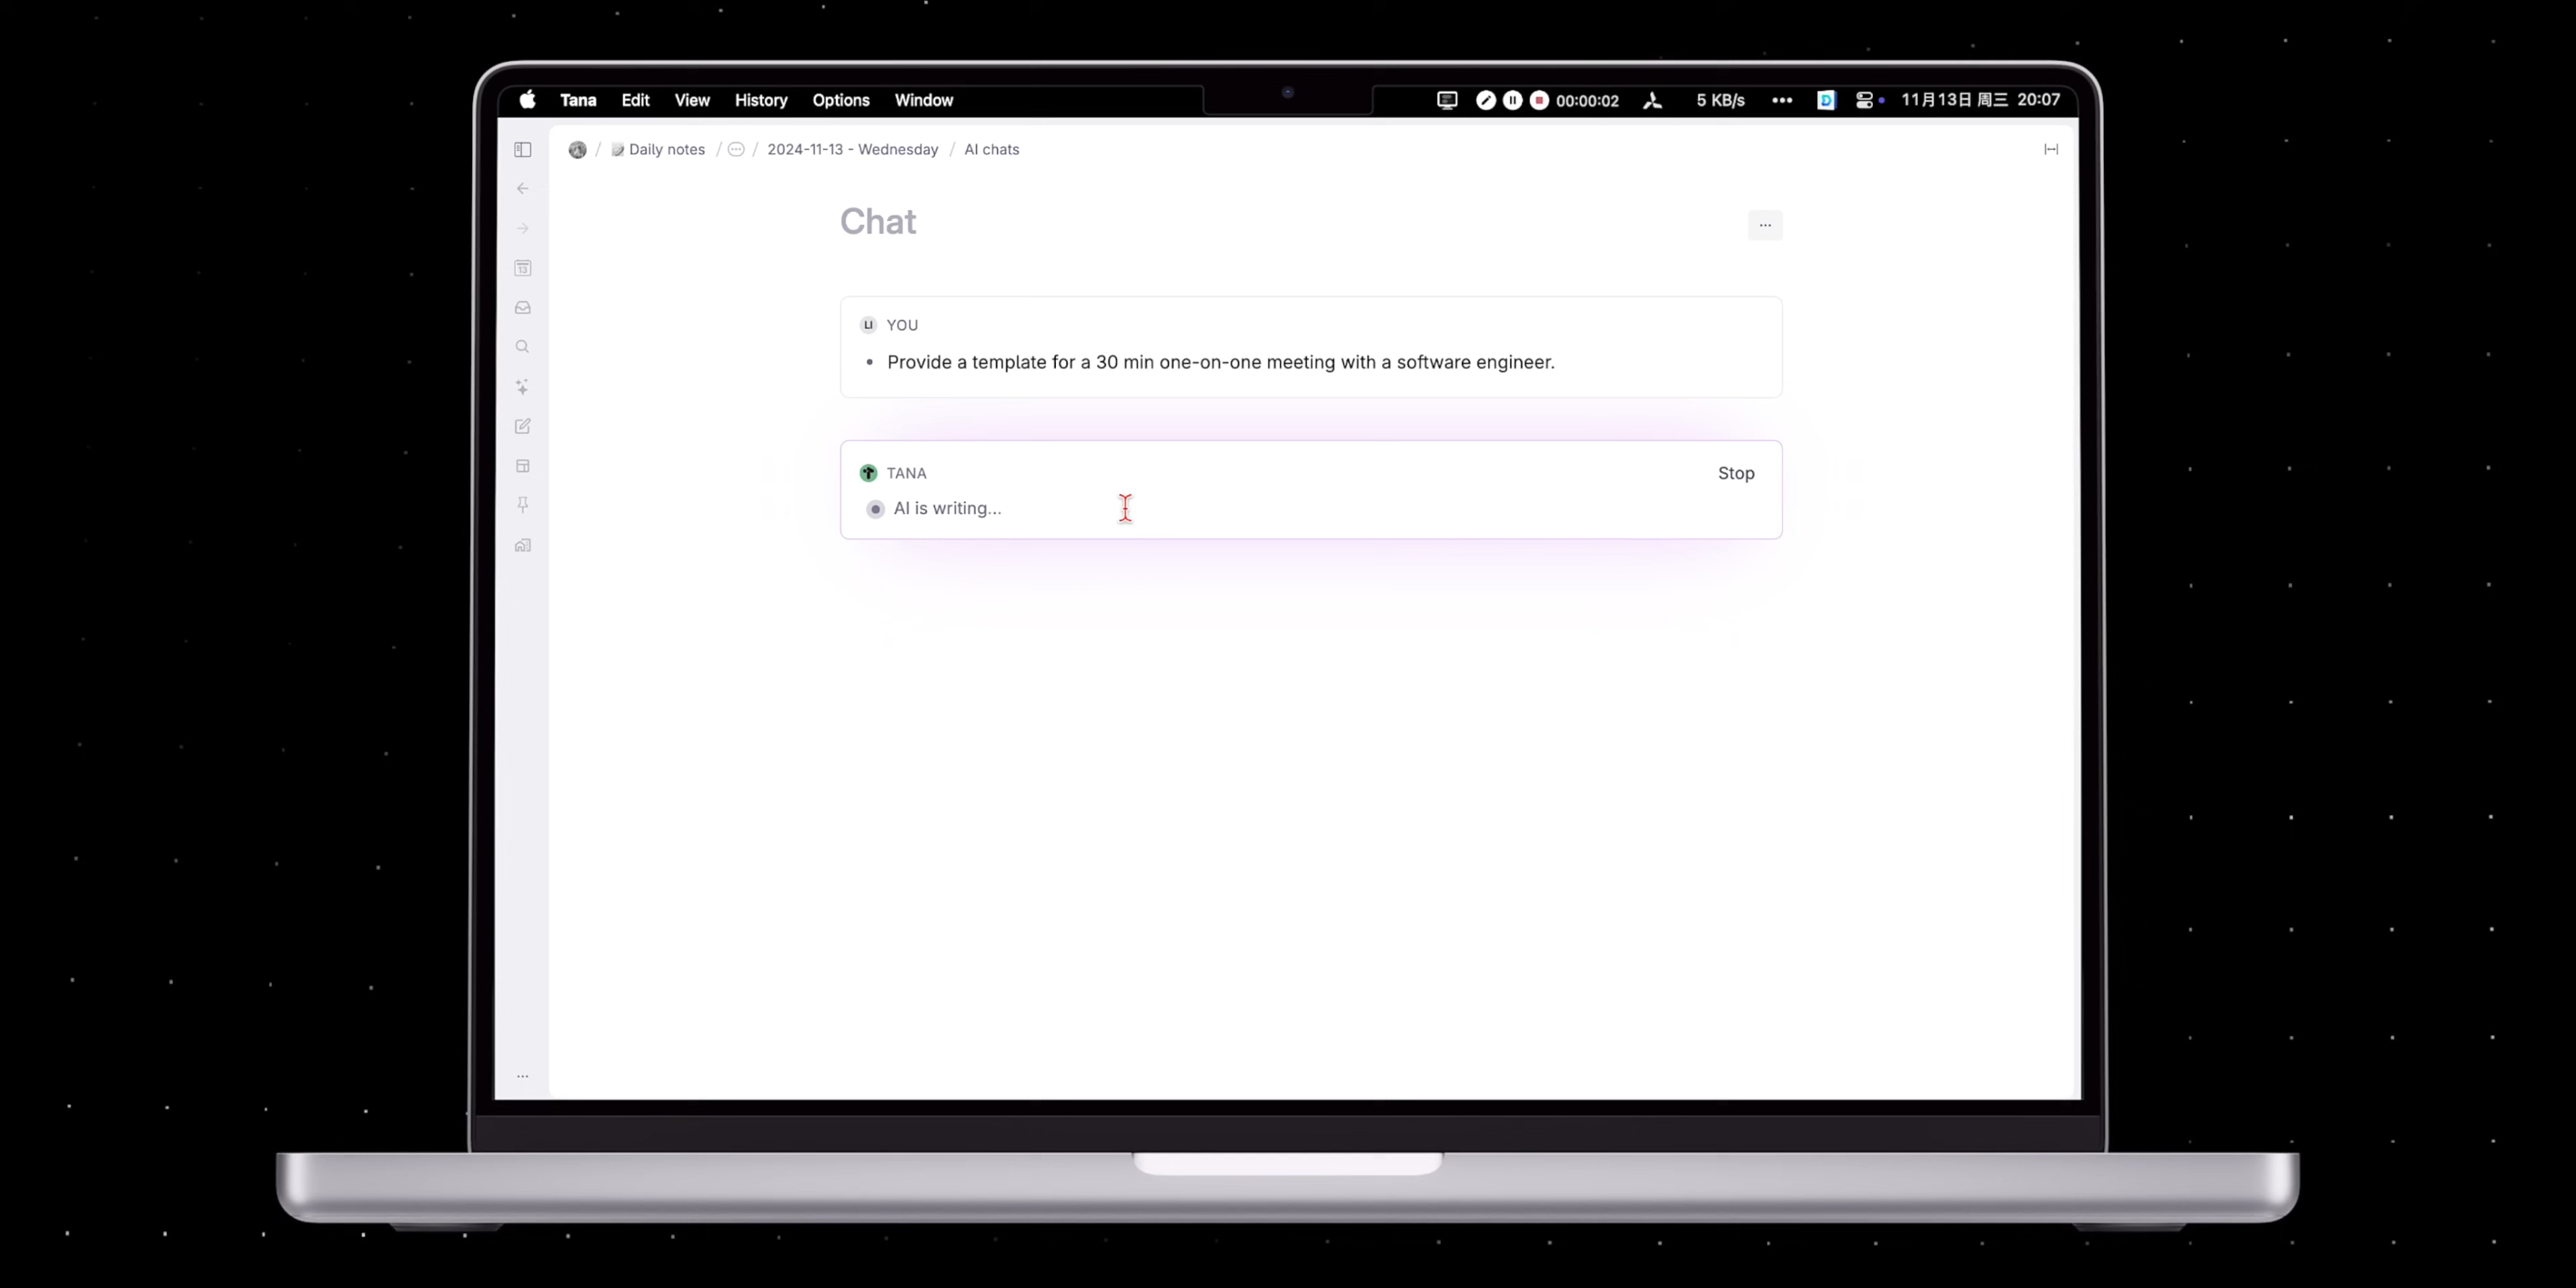 Tana Edit View History Options Window 00:00:02 5 KB/s ••• D 11月13日 周三 20:07
/ Daily notes / / 2024-11-13 - Wednesday / AI chats
13
Chat
...
LI YOU
• Provide a template for a 30 min one-on-one meeting with a software engineer.
TANA Stop
AI is writing...
...